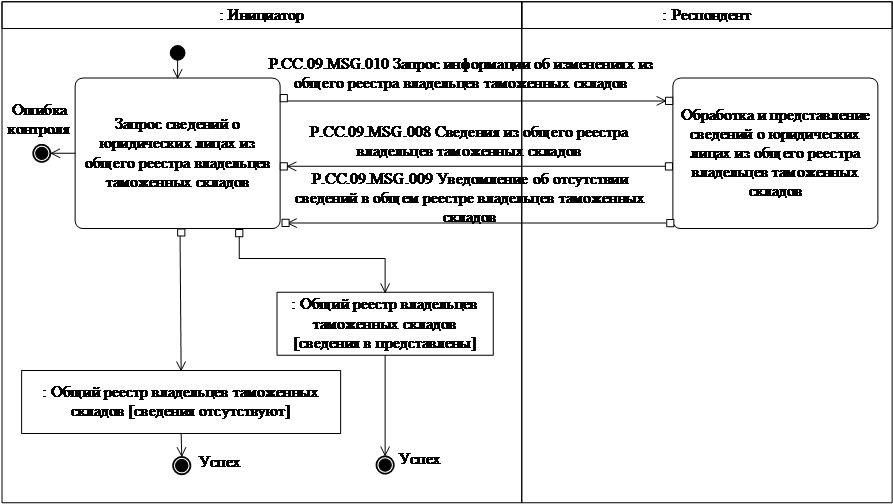 : Инициатор
: Респондент
P.CC.09.MSG.010 Запрос информации об изменениях из
общего реестра владельцев таможенных складов
Ошибка
контроля
Запрос сведений о
юридических лицах из
общего реестра владельцев
таможенных складов
P.CC.09.MSG.008 Сведения из общего реестра
владельцев таможенных складов
P.CC.09.MSG.009 Уведомление об отсутствии
сведений в общем реестре владельцев таможенных
складов
Обработка и представление
сведений о юридических
лицах из общего реестра
владельцев таможенных
складов
: Общий реестр владельцев
таможенных складов
[сведения в представлены]
: Общий реестр владельцев таможенных
складов [сведения отсутствуют]
Успех
Успех